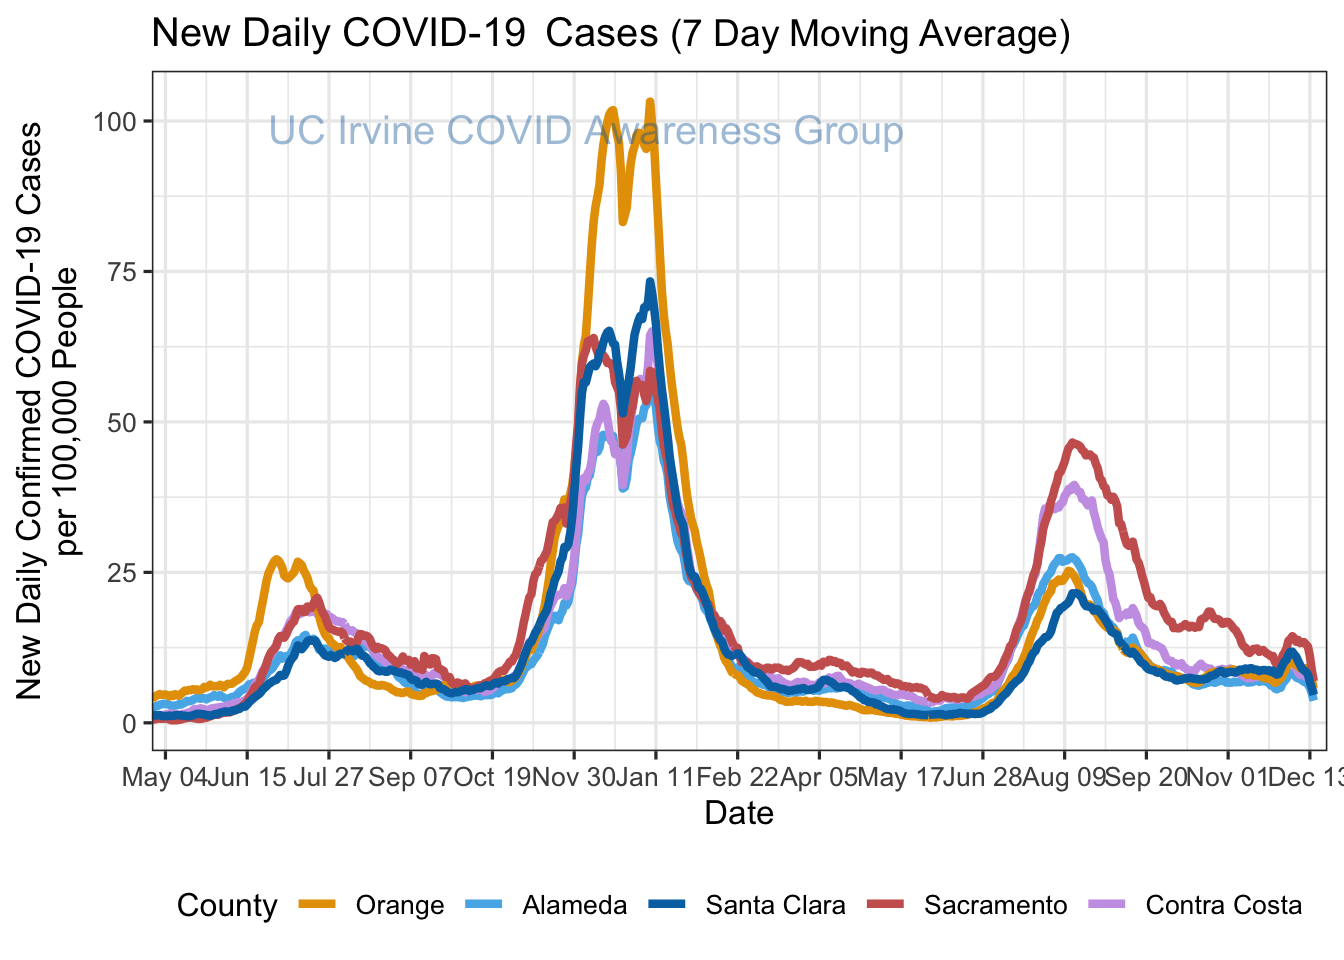 New Daily COVID-19 Cases (7 Day Moving Average)
UC Irvine COVID Awareness Group
New Daily Confirmed COVID-19 Cases
per 100,000 People
100
75
50
25
0
May 04 Jun 15 Jul 27 Sep 07 Oct 19 Nov 30 Jan 11 Feb 22 Apr 05 May 17 Jun 28 Aug 09 Sep 20 Nov 01 Dec 13
Date
County Orange Alameda Santa Clara Sacramento Contra Costa